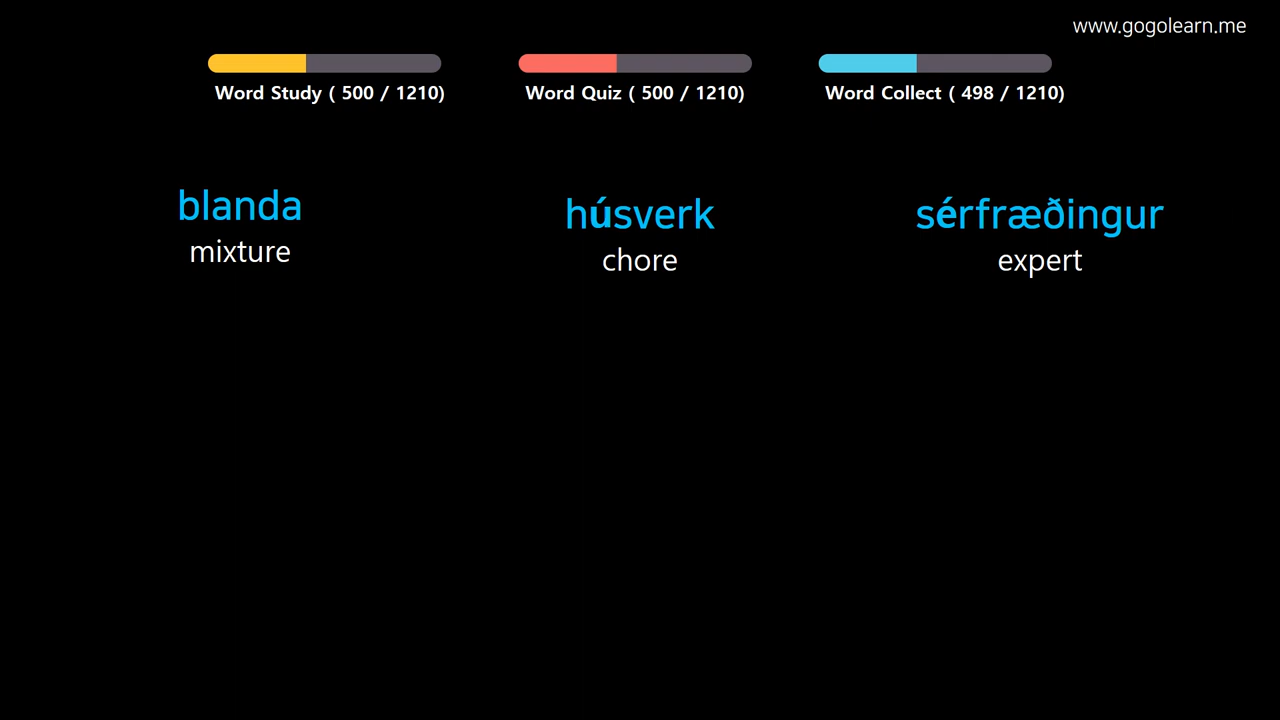 www.gogolearn.me
Word Study ( 500 / 1210)
Word Quiz ( 500 / 1210)
Word Collect ( 498 / 1210)
blanda
mixture
húsverk
chore
sérfræðingur
expert